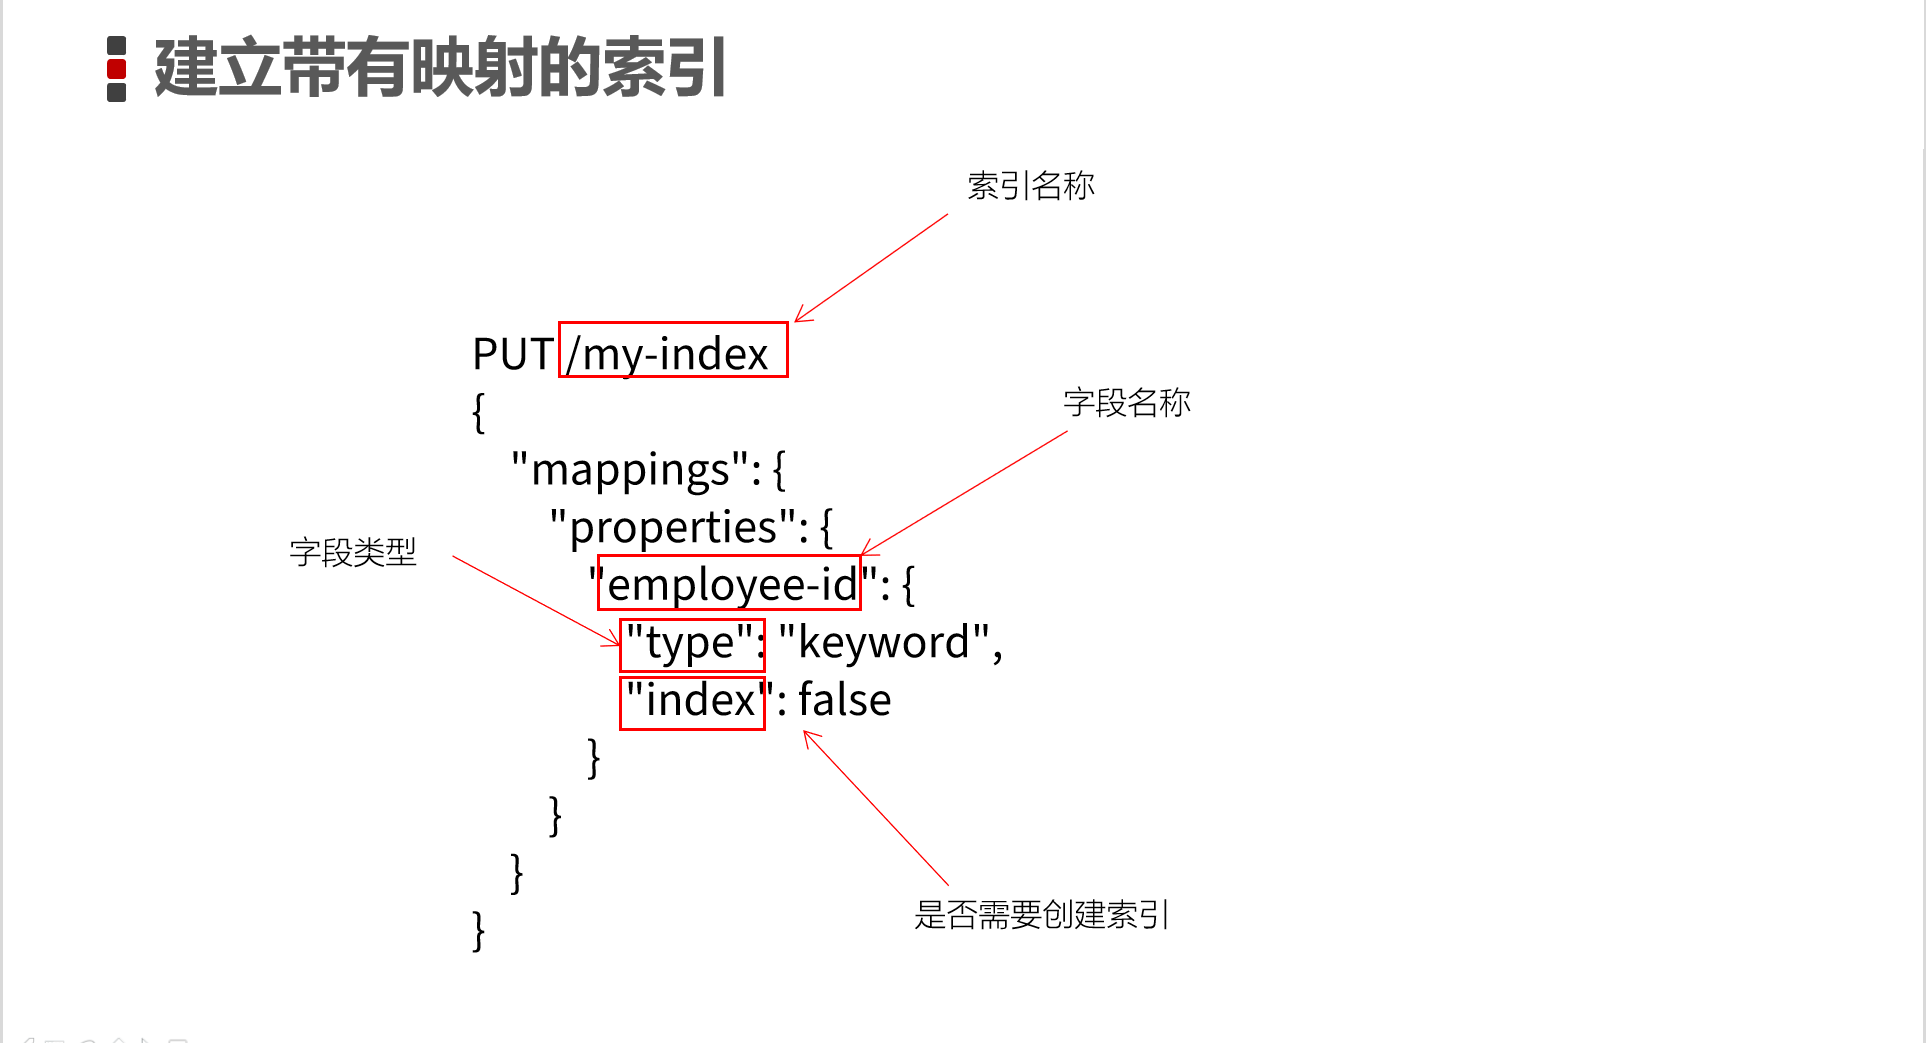 建立带有映射的索引
索引名称
PUT /my-index
{
字段名称
"mappings": {
"properties": {
字段类型
"employee-id": {
"type": "keyword",
"index": false
}
}
}
是否需要创建索引
}